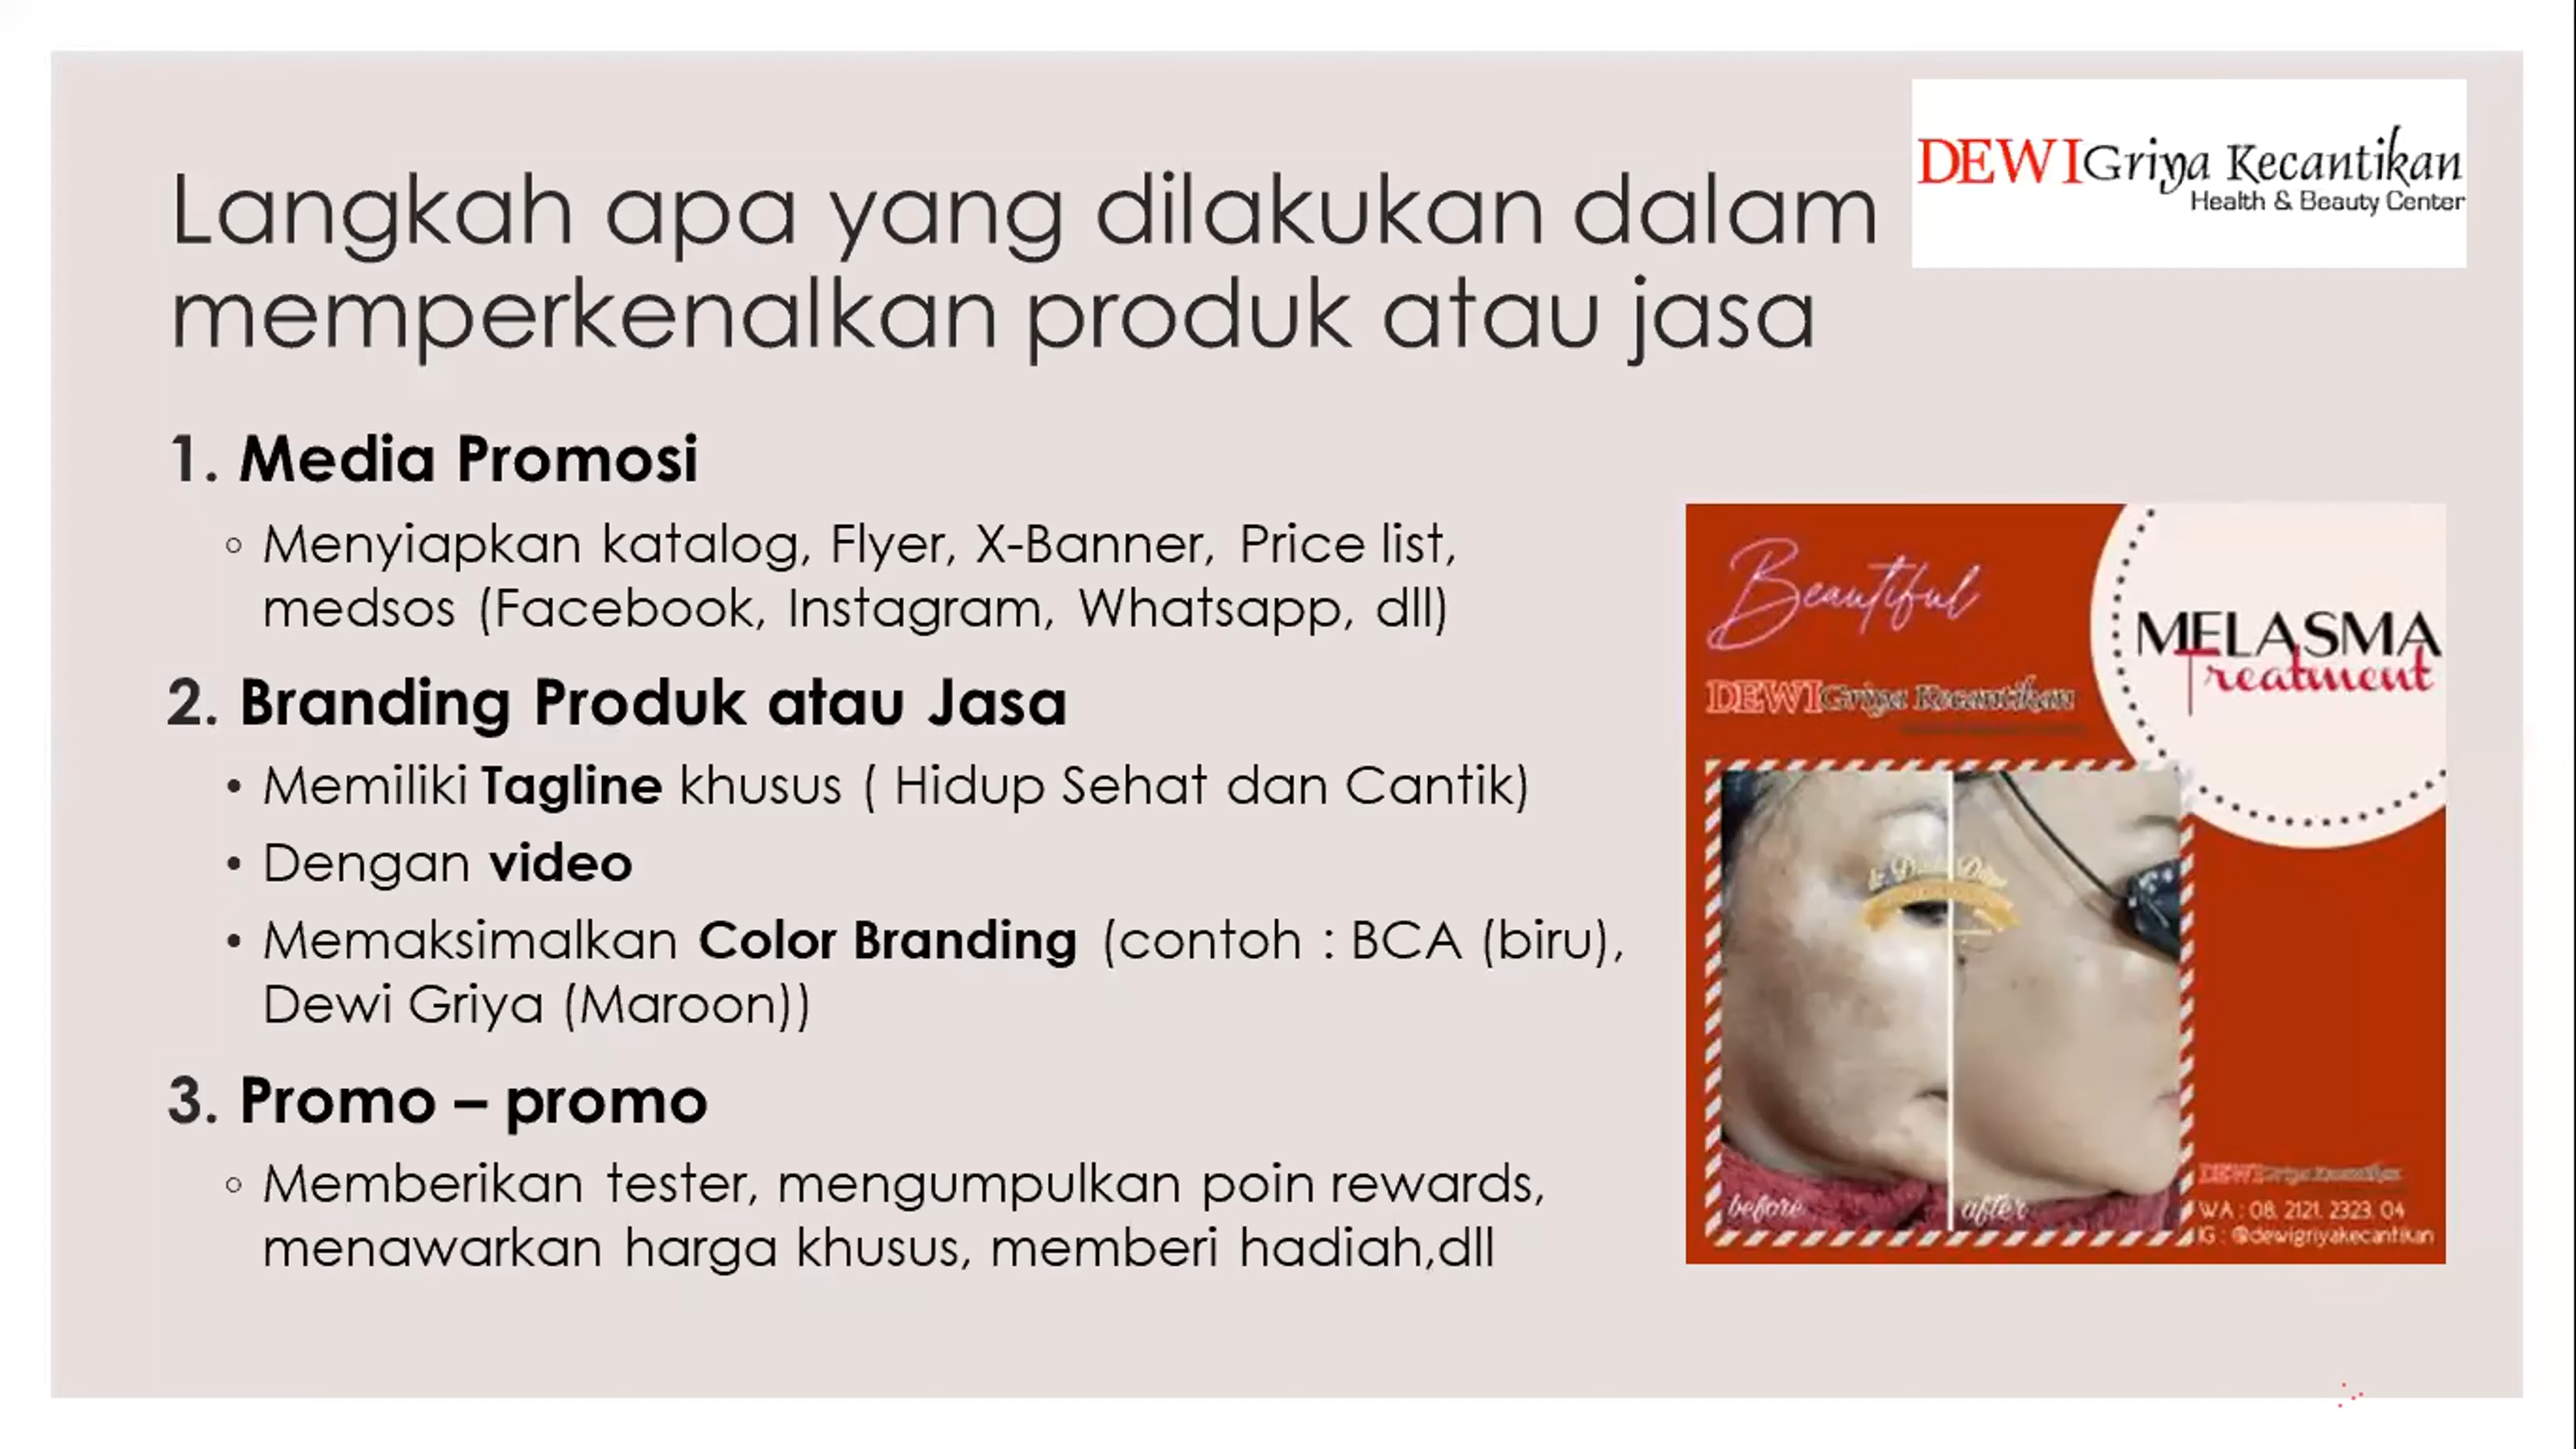 DEWI Griya Kecantikan
Health & Beauty Center
Langkah apa yang dilakukan dalam
memperkenalkan produk atau jasa
1. Media Promosi
◦ Menyiapkan katalog, Flyer, X-Banner, Price list,
medsos (Facebook, Instagram, Whatsapp, dll)
2. Branding Produk atau Jasa
• Memiliki Tagline khusus ( Hidup Sehat dan Cantik)
• Dengan video
• Memaksimalkan Color Branding (contoh : BCA (biru),
Dewi Griya (Maroon))
3. Promo – promo
◦ Memberikan tester, mengumpulkan poin rewards,
menawarkan harga khusus, memberi hadiah,dll
Beautiful
DEWI Griya Kecantikan
MELASMA
Treatment
before
after
DEWI Griya Kecantikan
WA : 08. 2121. 2323. 04
IG : @dewigriyakecantikan